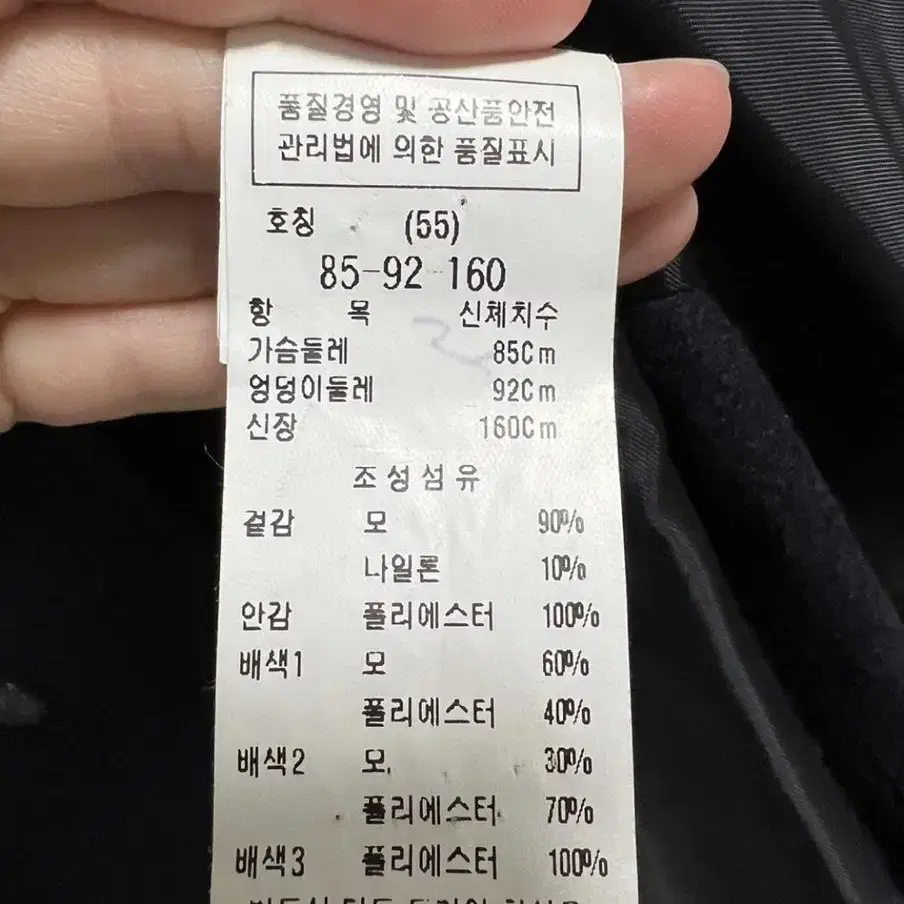 품질경영 및 공산품안전
관리법에 의한 품질표시
호칭 (55)
85-92-160
항 목 신체치수
가슴둘레 85Cm
엉덩이둘레 92Cm
신장 160Cm
조성섬유
겉감 모 90%
나일론 10%
안감 폴리에스터 100%
배색1 모 60%
폴리에스터 40%
배색2 모 30%
폴리에스터 70%
배색3 폴리에스터 100%